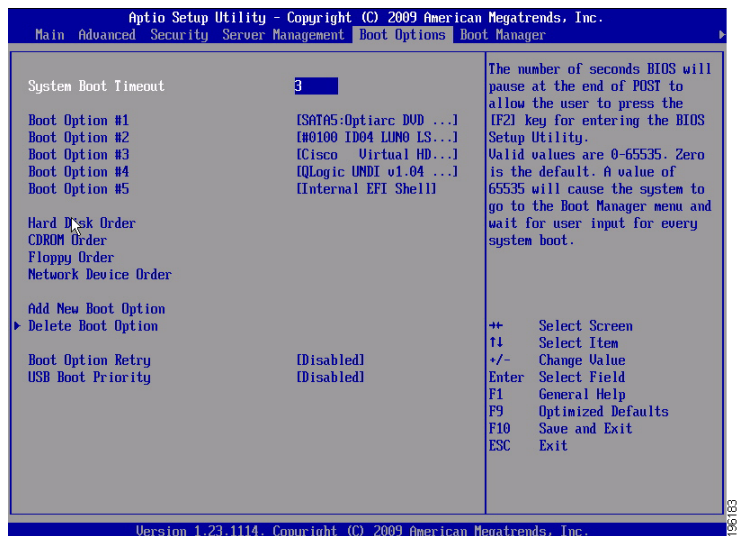 Aptio Setup Utility - Copyright (C) 2009 American Megatrends, Inc.
Main Advanced Security Server Management Boot Options Boot Manager
System Boot Timeout 3
Boot Option #1 [SATA5:Optiarc DVD ...]
Boot Option #2 [#0100 ID04 LUN0 LS...]
Boot Option #3 [Cisco Virtual HD...]
Boot Option #4 [QLogic UNDI v1.04 ...]
Boot Option #5 [Internal EFI Shell]
Hard Disk Order
CDROM Order
Floppy Order
Network Device Order
Add New Boot Option
Delete Boot Option
Boot Option Retry [Disabled]
USB Boot Priority [Disabled]
The number of seconds BIOS will
pause at the end of POST to
allow the user to press the
[F2] key for entering the BIOS
Setup Utility.
Valid values are 0-65535. Zero
is the default. A value of
65535 will cause the system to
go to the Boot Manager menu and
wait for user input for every
system boot.
→← Select Screen
↑↓ Select Item
+/- Change Value
Enter Select Field
F1 General Help
F9 Optimized Defaults
F10 Save and Exit
ESC Exit
Version 1.23.1114. Copyright (C) 2009 American Megatrends, Inc.
196183